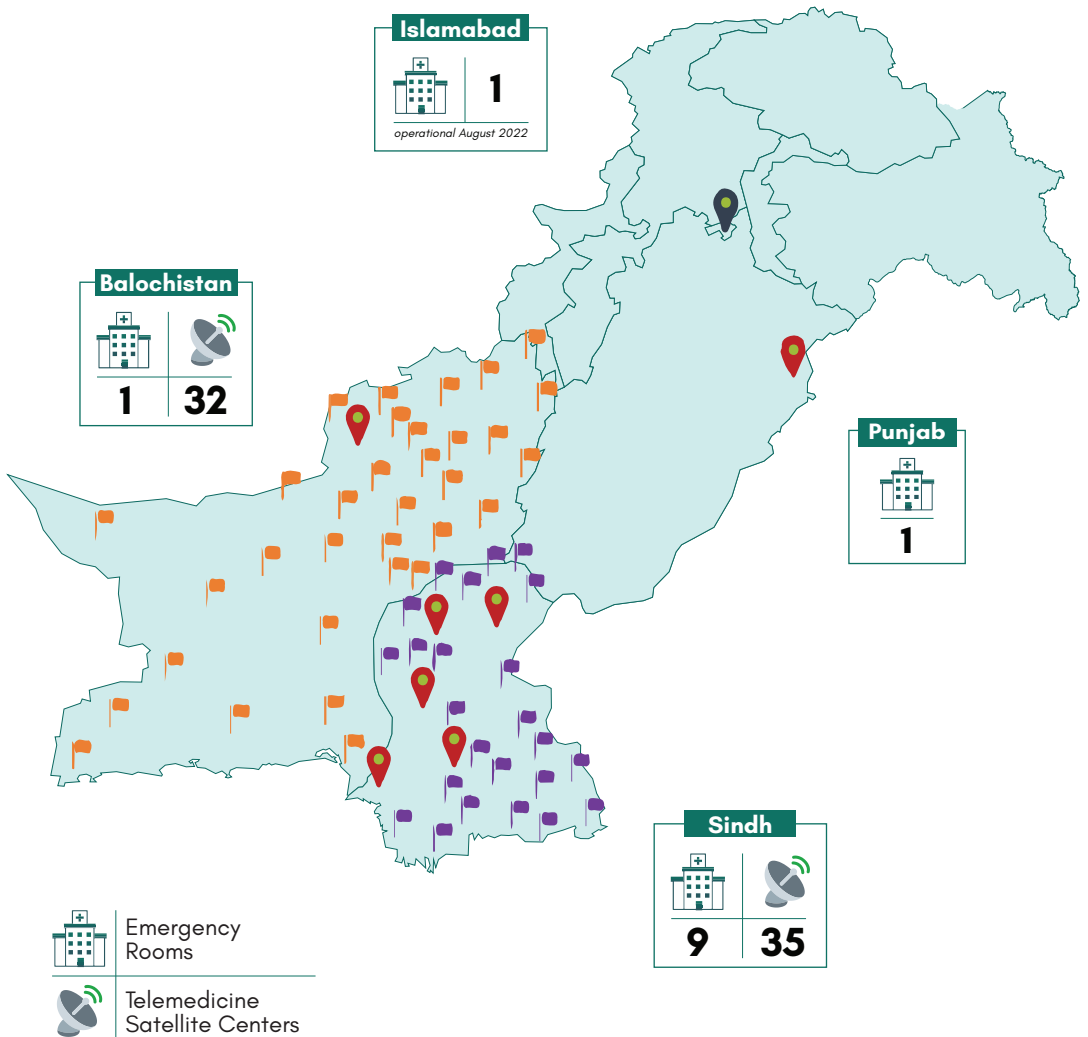 Islamabad
1
operational August 2022
Balochistan
1
32
Punjab
1
Sindh
9
35
Emergency
Rooms
Telemedicine
Satellite Centers